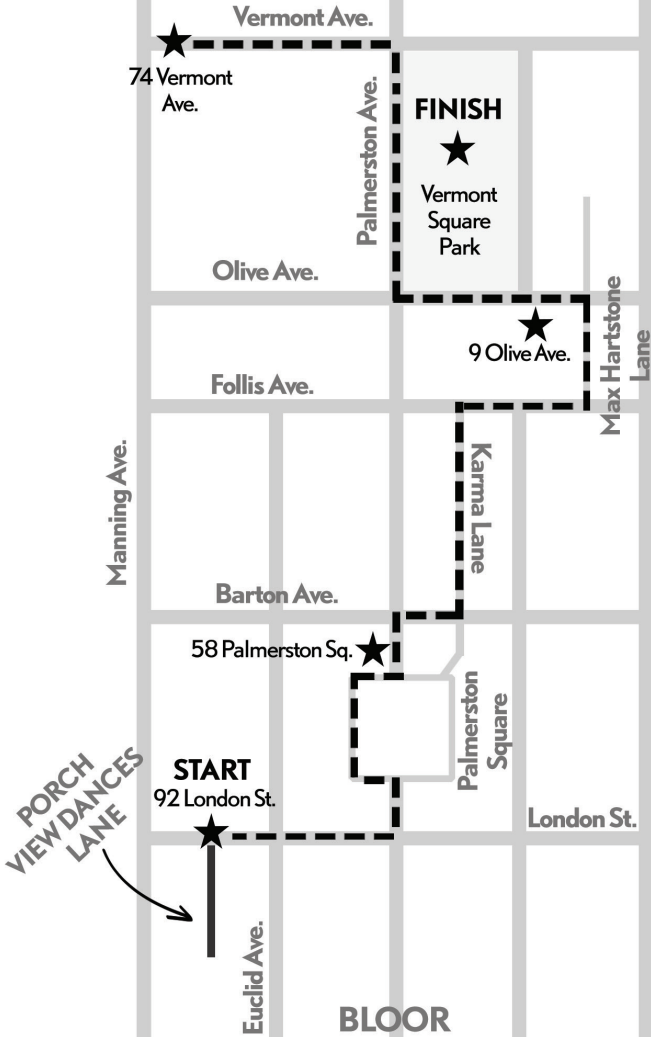 Vermont Ave.
74 Vermont
Ave.
Palmerston Ave.
FINISH
Vermont
Square
Park
Olive Ave.
9 Olive Ave.
Max Hartstone
Lane
Follis Ave.
Manning Ave.
Karma Lane
Barton Ave.
58 Palmerston Sq.
Palmerston
Square
START
92 London St.
PORCH
VIEW DANCES
LANE
London St.
Euclid Ave.
BLOOR